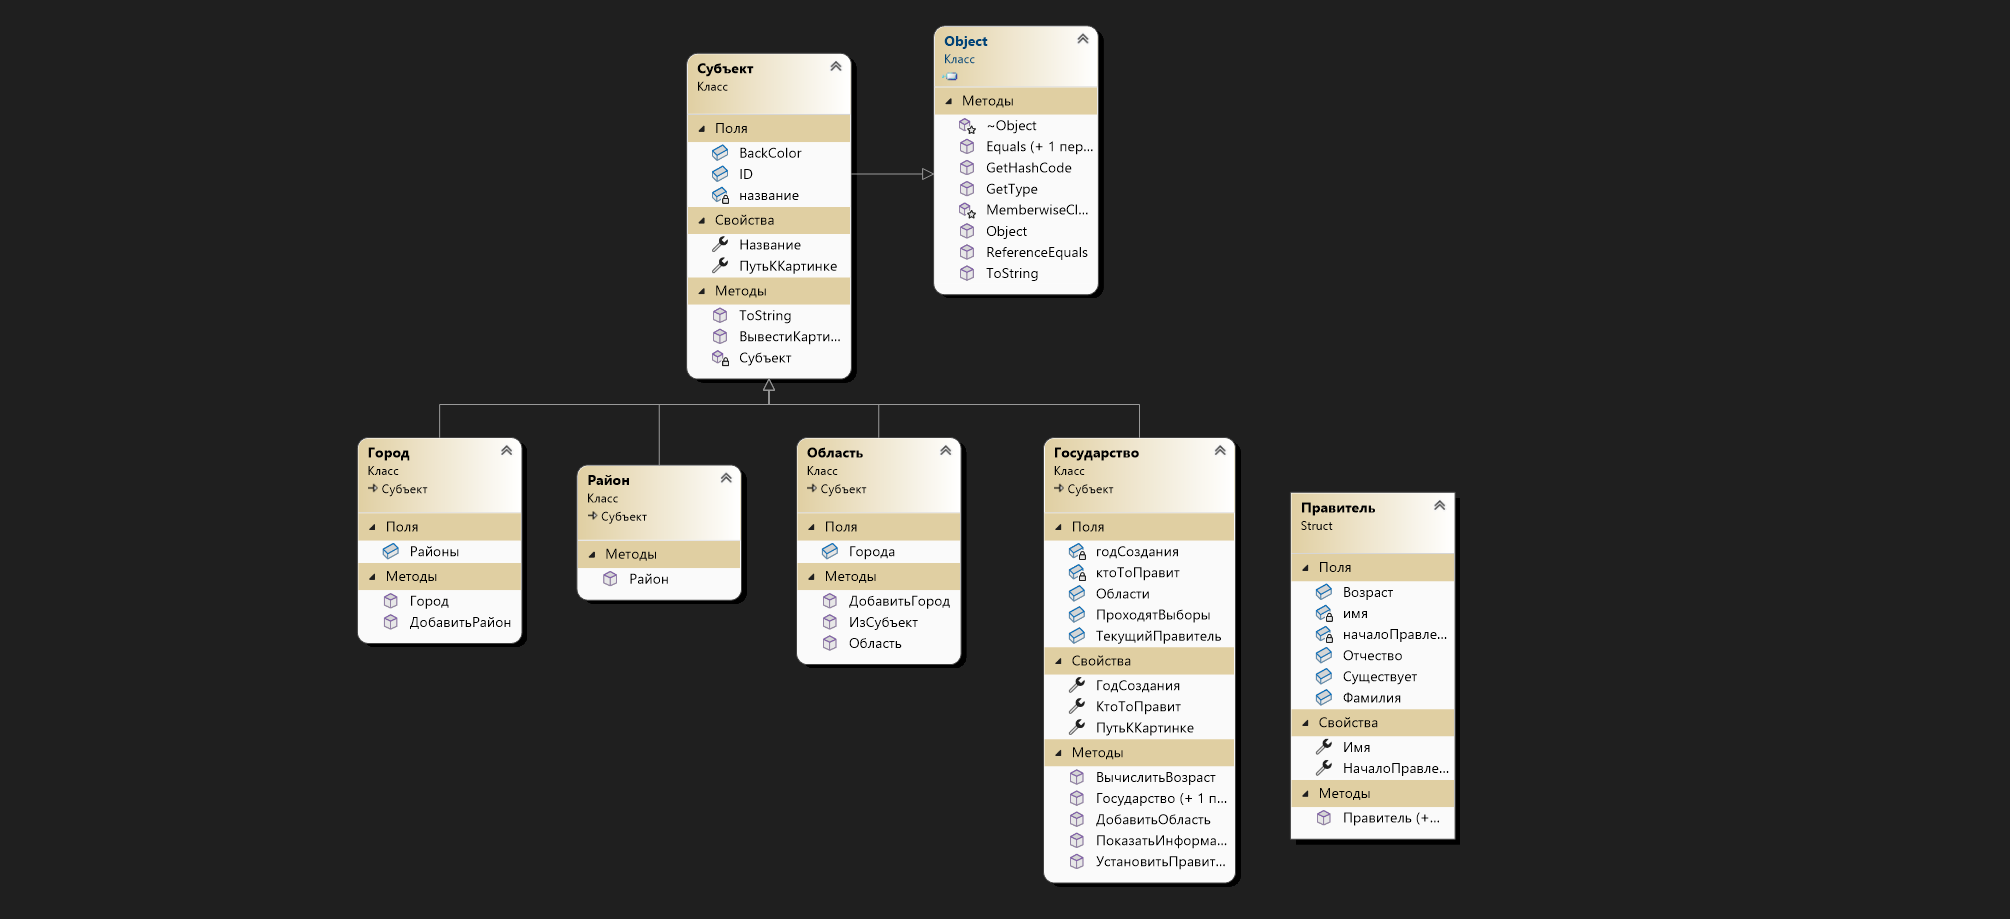 Субъект
Класс
Поля
BackColor
ID
название
Свойства
Название
ПутьККартинке
Методы
ToString
ВывестиКарти...
Субъект
Object
Класс
Методы
~Object
Equals (+ 1 пер...
GetHashCode
GetType
MemberwiseCl...
Object
ReferenceEquals
ToString
Город
Класс
Субъект
Поля
Районы
Методы
Город
ДобавитьРайон
Район
Класс
Субъект
Методы
Район
Область
Класс
Субъект
Поля
Города
Методы
ДобавитьГород
ИзСубъект
Область
Государство
Класс
Субъект
Поля
годСоздания
ктоТоПравит
Области
ПроходятВыборы
ТекущийПравитель
Свойства
ГодСоздания
КтоТоПравит
ПутьККартинке
Методы
ВычислитьВозраст
Государство (+ 1 п...
ДобавитьОбласть
ПоказатьИнформа...
УстановитьПравит...
Правитель
Struct
Поля
Возраст
имя
началоПравле...
Отчество
Существует
Фамилия
Свойства
Имя
НачалоПравле...
Методы
Правитель (+...